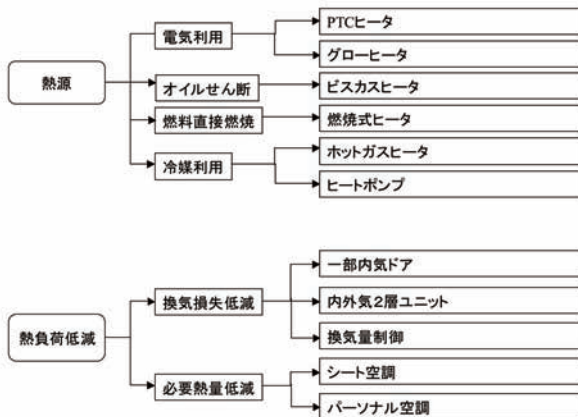 電気利用
PTCヒータ
グローヒータ
熱源
オイルせん断
ビスカスヒータ
燃料直接燃焼
燃焼式ヒータ
冷媒利用
ホットガスヒータ
ヒートポンプ
熱負荷低減
換気損失低減
一部内気ドア
内外気2層ユニット
換気量制御
必要熱量低減
シート空調
パーソナル空調